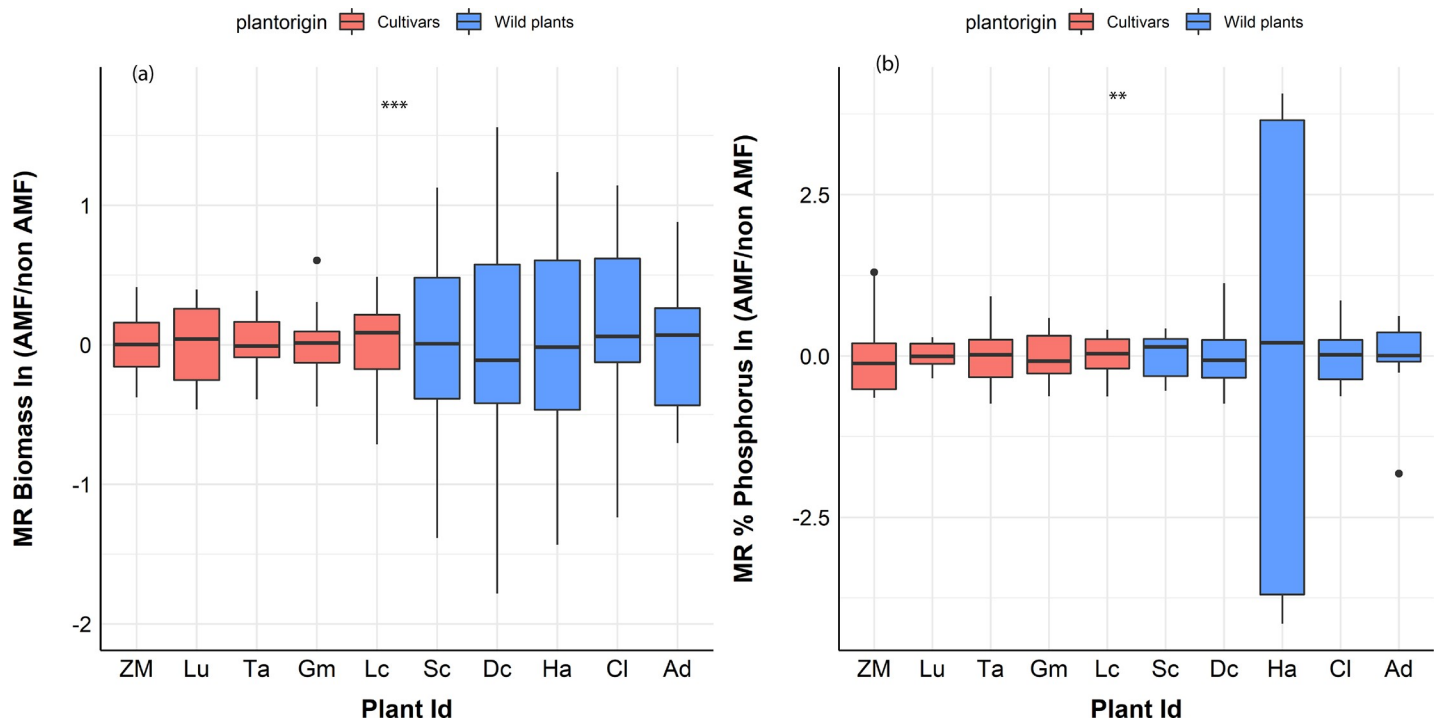 plantorigin Cultivars Wild plants
(a)
***
MR Biomass ln (AMF/non AMF)
1
0
-1
-2
ZM Lu Ta Gm Lc Sc Dc Ha Cl Ad
Plant Id
plantorigin Cultivars Wild plants
(b)
**
MR % Phosphorus ln (AMF/non AMF)
2.5
0.0
-2.5
ZM Lu Ta Gm Lc Sc Dc Ha Cl Ad
Plant Id